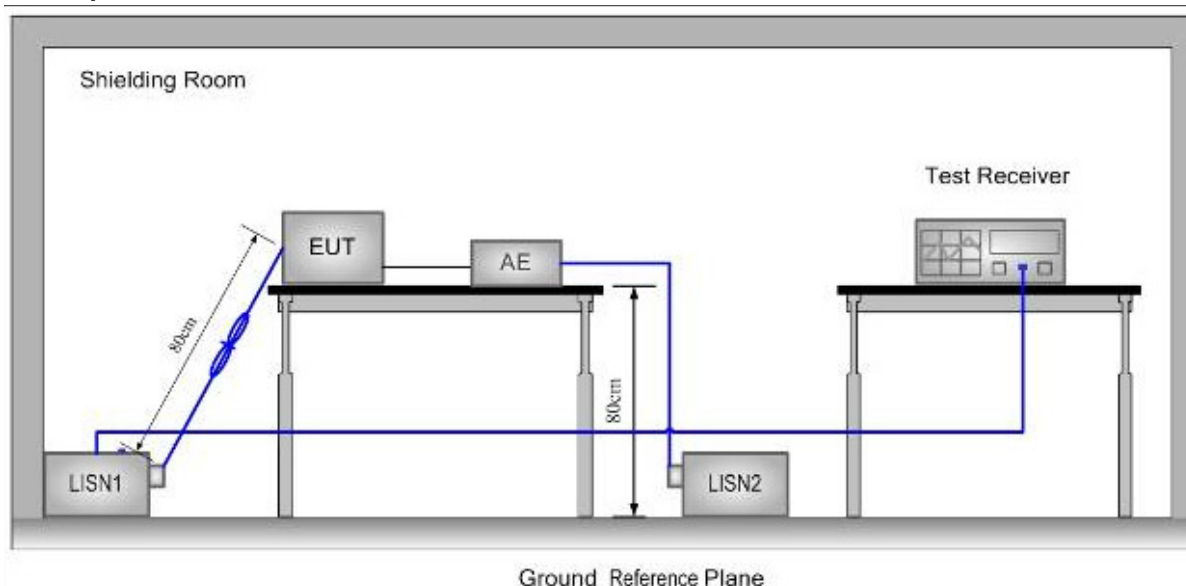 Shielding Room
Test Receiver
EUT
AE
80cm
80cm
LISN1
LISN2
Ground Reference Plane